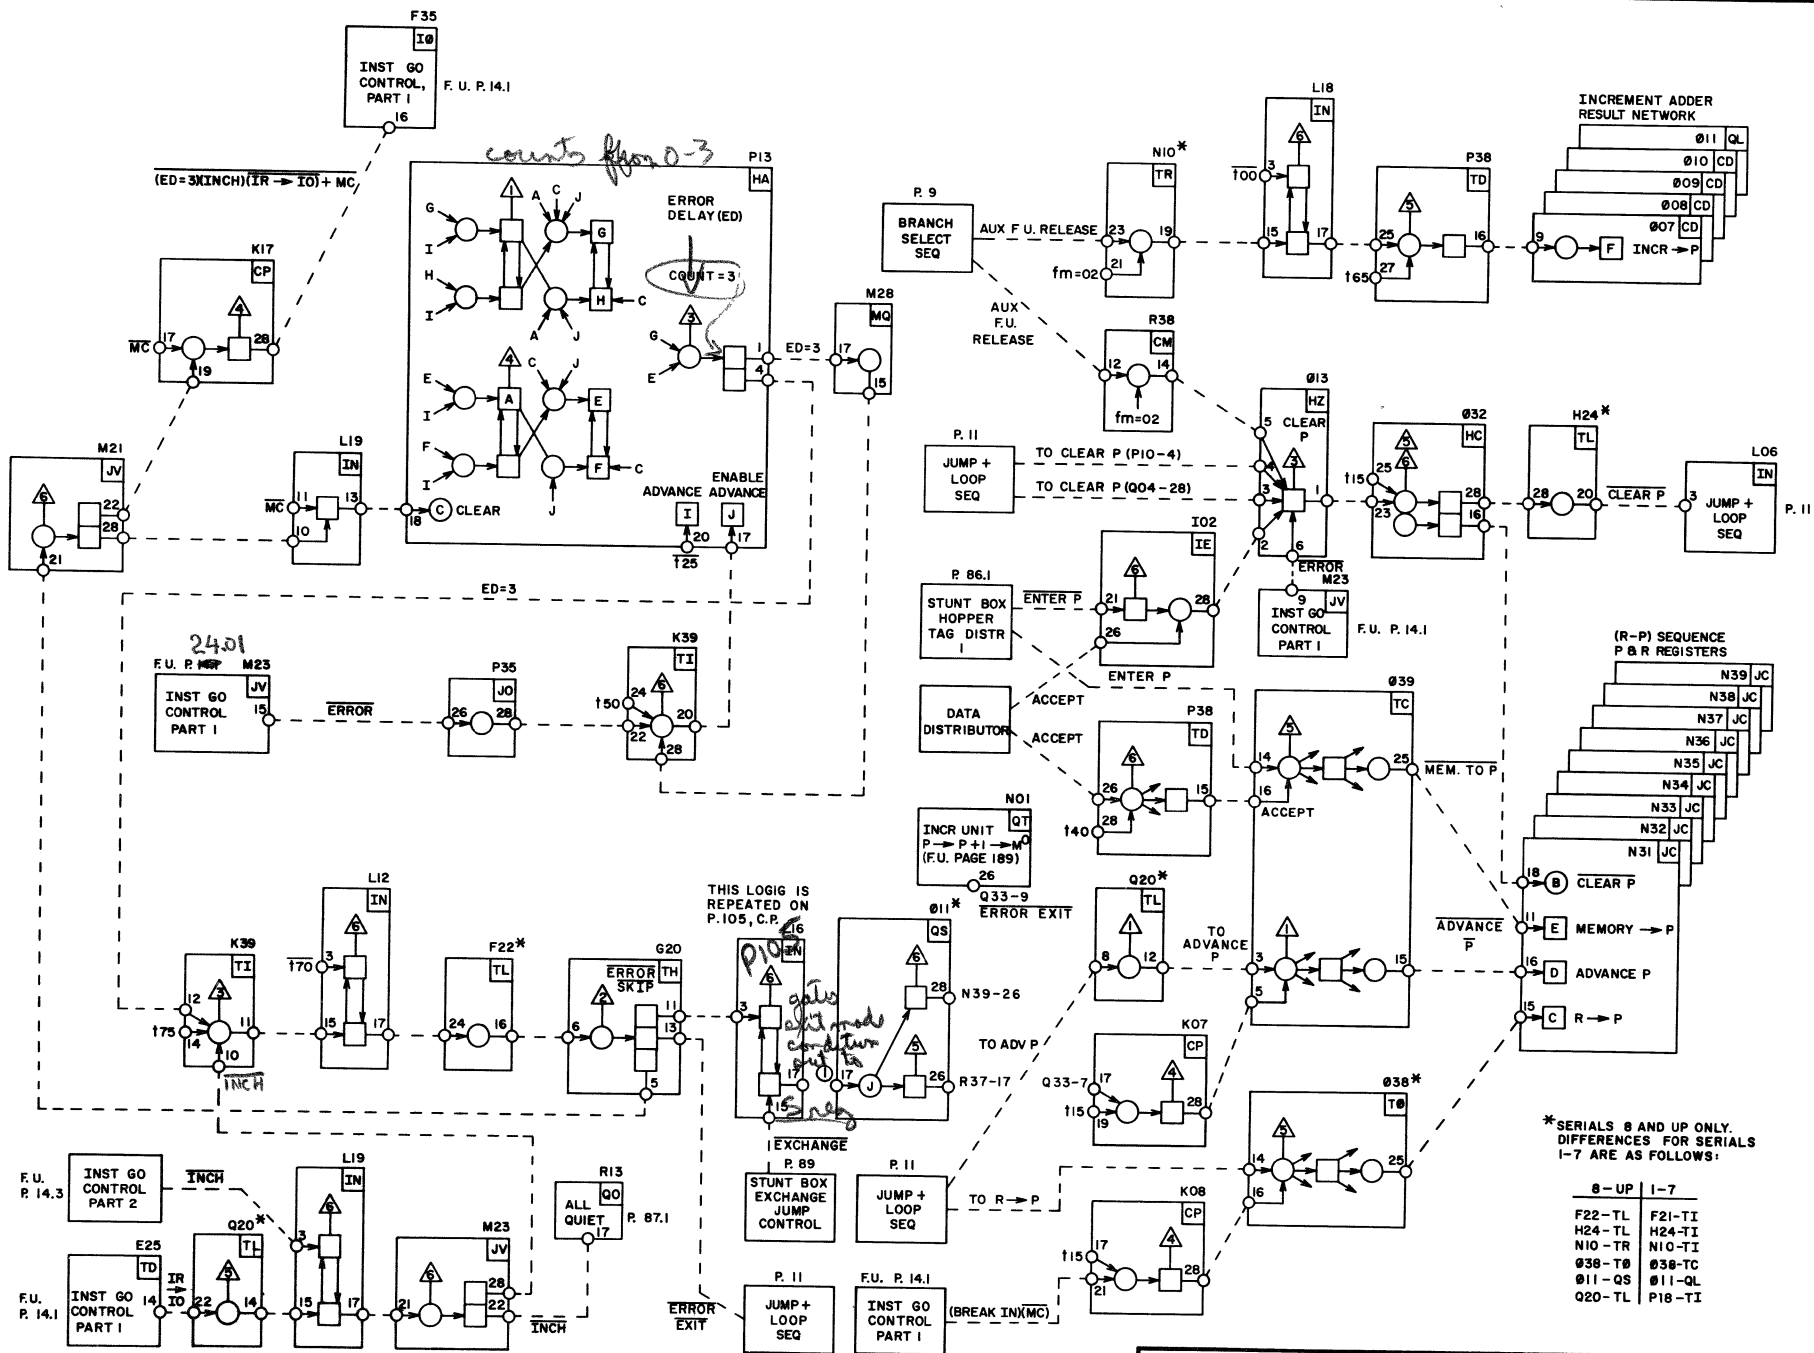 F35
IØ
INST GO
CONTROL,
PART I
F. U. P. 14.1
16
(ED=3)(INCH)(IR → IO) + MC
K17
CP
4
17
MC
28
19
M21
JV
6
22
28
21
L19
IN
MC
11
13
10
counts from 0-3
P13
HA
ERROR
DELAY (ED)
COUNT = 3
1
A
C
J
G
I
G
H
I
H
C
A
J
3
G
E
1
4
ED=3
4
C
J
E
I
A
E
F
I
F
C
J
ENABLE
ADVANCE
ADVANCE
I
J
18
C
CLEAR
20
17
t25
M28
MQ
17
15
ED=3
24.01
F.U. P.
M23
JV
INST GO
CONTROL
PART I
15
ERROR
P35
JO
26
28
K39
TI
6
24
t50
22
20
28
P. 9
BRANCH
SELECT
SEQ
AUX F U. RELEASE
AUX
F.U.
RELEASE
N10*
TR
23
19
21
fm=02
L18
IN
6
3
t00
15
17
P38
TD
5
25
16
27
t65
INCREMENT ADDER
RESULT NETWORK
Ø11 QL
Ø10 CD
Ø09 CD
Ø08 CD
Ø07 CD
9
F
INCR → P
R38
CM
12
14
fm=02
P. 11
JUMP +
LOOP
SEQ
TO CLEAR P (P10-4)
TO CLEAR P (Q04-28)
Ø13
HZ
CLEAR
P
5
4
3
3
1
2
6
ERROR
M23
9
JV
INST GO
CONTROL
PART I
F.U. P. 14.1
Ø32
HC
5
6
25
t15
23
28
16
H24*
TL
28
20
CLEAR P
L06
IN
3
JUMP +
LOOP
SEQ
P. 11
P. 86.1
STUNT BOX
HOPPER
TAG DISTR
I
ENTER P
ENTER P
I02
IE
6
21
28
26
DATA
DISTRIBUTOR
ACCEPT
ACCEPT
P38
TD
6
26
15
28
t40
Ø39
TC
5
14
25
16
ACCEPT
MEM. TO P
1
3
15
5
ADVANCE
P
(R-P) SEQUENCE
P & R REGISTERS
N39 JC
N38 JC
N37 JC
N36 JC
N35 JC
N34 JC
N33 JC
N32 JC
N31 JC
18
B
CLEAR P
11
E
MEMORY → P
16
D
ADVANCE P
15
C
R → P
N01
QT
INCR UNIT
P → P+1 → M⁰
(F.U. PAGE 189)
26
Q33-9
ERROR EXIT
Q20*
TL
1
8
12
TO
ADVANCE
P
K39
TI
3
12
t75
14
11
10
INCH
L12
IN
6
3
t70
15
17
F22*
TL
24
16
G20
TH
ERROR
SKIP
2
6
11
13
5
THIS LOGIG IS
REPEATED ON
P.105, C.P.
P105
L16
IN
6
3
17
15
gates
exit mode
condition
out to
S reg
EXCHANGE
Ø11*
QS
6
28
N39-26
5
17
J
26
R37-17
TO ADV P
K07
CP
4
Q33-7
17
t15
19
28
P. 89
STUNT BOX
EXCHANGE
JUMP
CONTROL
P. 11
JUMP +
LOOP
SEQ
TO R → P
Ø38*
TØ
5
14
25
16
K08
CP
4
17
t15
21
28
F. U.
P. 14.3
INST GO
CONTROL
PART 2
INCH
F.U.
P. 14.1
E25
TD
INST GO
CONTROL
PART I
14
IR
→
IO
Q20*
TL
5
22
14
L19
IN
6
3
15
17
M23
JV
6
21
28
22
INCH
R13
QO
ALL
QUIET
17
P. 87.1
ERROR
EXIT
P. 11
JUMP +
LOOP
SEQ
F.U. P. 14.1
INST GO
CONTROL
PART I
(BREAK IN)(MC)
*SERIALS 8 AND UP ONLY.
DIFFERENCES FOR SERIALS
1-7 ARE AS FOLLOWS:
8-UP 1-7
F22-TL F21-TI
H24-TL H24-TI
N10-TR N10-TI
Ø38-TØ Ø38-TC
Ø11-QS Ø11-QL
Q20-TL P18-TI